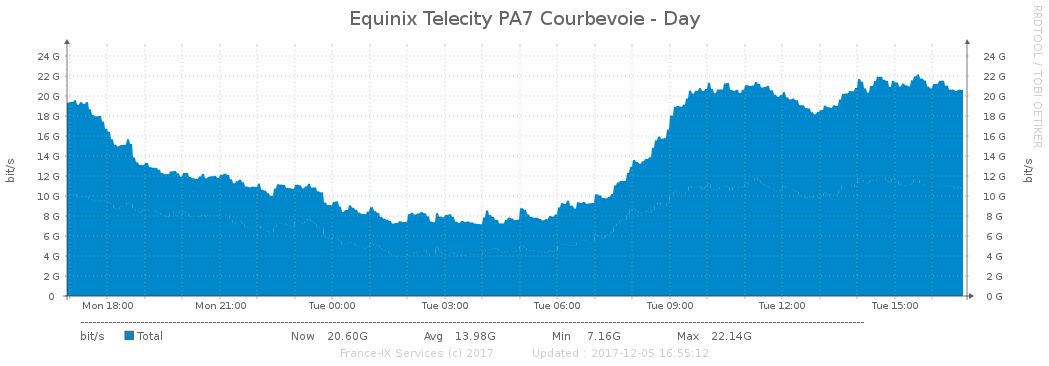 Equinix Telecity PA7 Courbevoie - Day
RRDTOOL / TOBI OETIKER
bit/s
24 G 24 G
22 G 22 G
20 G 20 G
18 G 18 G
16 G 16 G
14 G 14 G
12 G 12 G
10 G 10 G
8 G 8 G
6 G 6 G
4 G 4 G
2 G 2 G
0 0 G
bit/s
Mon 18:00 Mon 21:00 Tue 00:00 Tue 03:00 Tue 06:00 Tue 09:00 Tue 12:00 Tue 15:00
bit/s Total Now 20.60G Avg 13.98G Min 7.16G Max 22.14G
France-IX Services (c) 2017 Updated : 2017-12-05 16:55:12